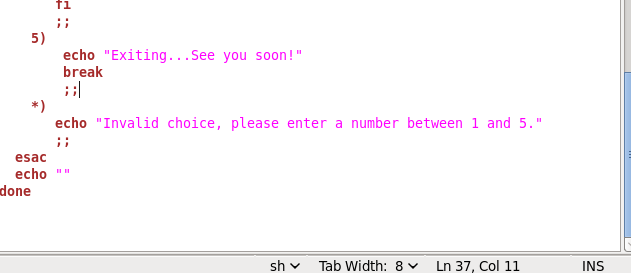 fi
;;
5)
echo "Exiting...See you soon!"
break
;;
*)
echo "Invalid choice, please enter a number between 1 and 5."
;;
esac
echo ""
done
sh Tab Width: 8 Ln 37, Col 11 INS